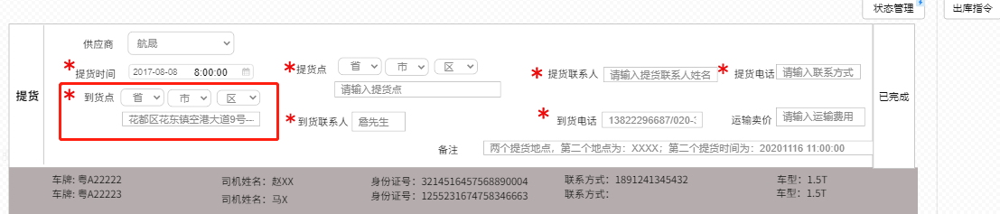 状态管理 出库指令
供应商 航晟
*提货时间 2017-08-08 8:00:00 *提货点 省 市 区 *提货联系人 请输入提货联系人姓名 *提货电话 请输入联系方式
请输入提货点
提货 *到货点 省 市 区 已完成
花都区花东镇空港大道9号— *到货联系人 詹先生 *到货电话 13822296687/020- 运输卖价 请输入运输费用
备注 两个提货地点，第二个地点为：XXXX；第二个提货时间为：20201116 11:00:00
车牌: 粤A22222 司机姓名：赵XX 身份证号：3214516457568890004 联系方式：1891241345432 车型：1.5T
车牌: 粤A22223 司机姓名：马X 身份证号：1255231674758346663 联系方式： 车型：1.5T